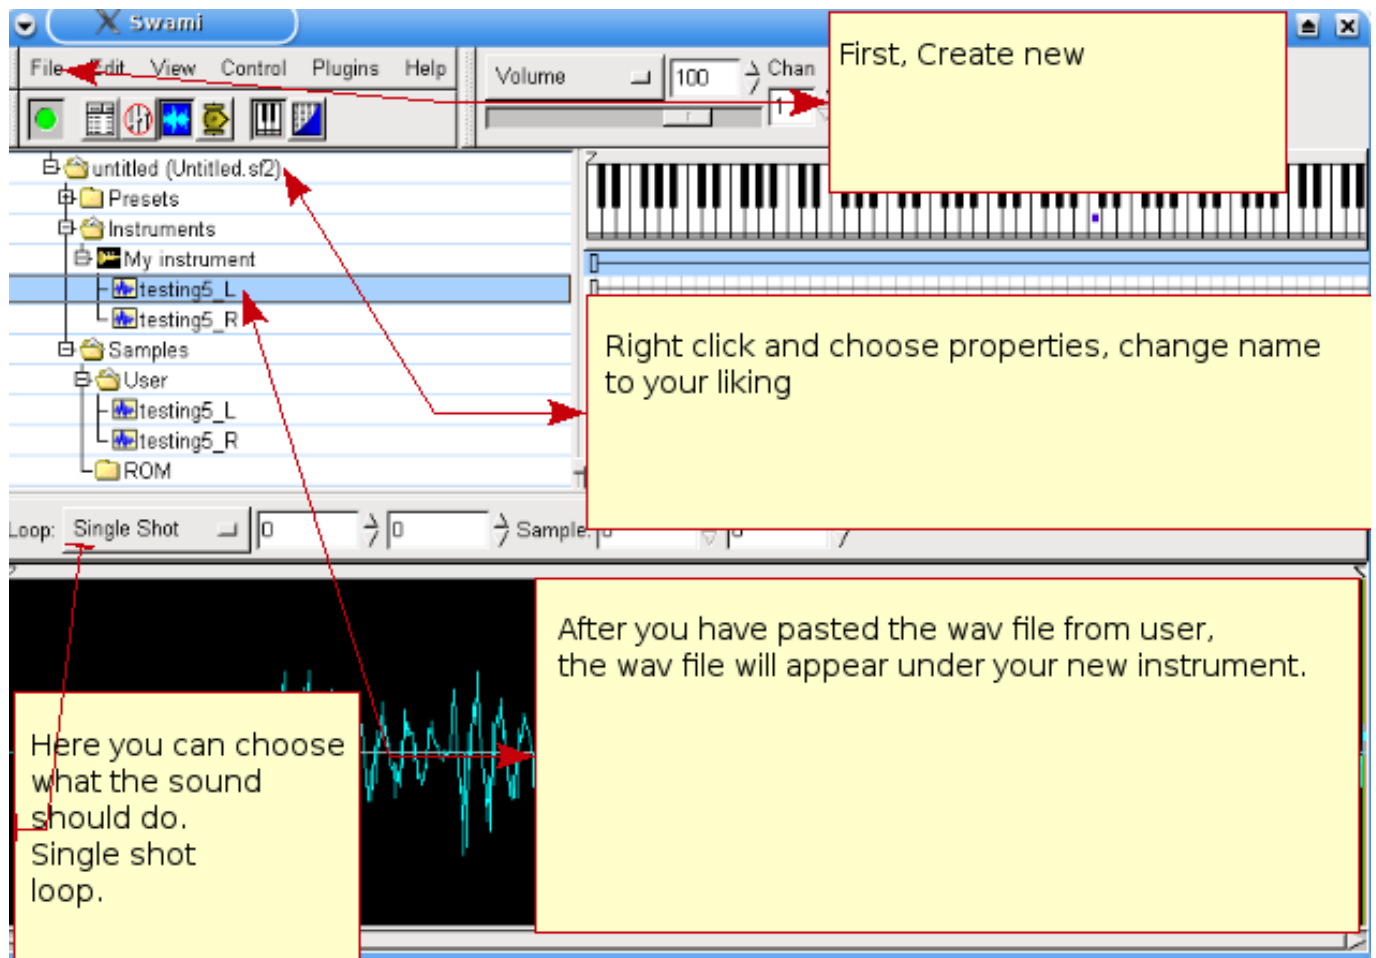 Swami
First, Create new
File Edit View Control Plugins Help
Volume
100
Chan
1
untitled (Untitled.sf2)
Presets
Instruments
My instrument
testing5_L
testing5_R
Samples
User
testing5_L
testing5_R
ROM
Right click and choose properties, change name
to your liking
Loop: Single Shot 0 0 Sample:
After you have pasted the wav file from user,
the wav file will appear under your new instrument.
Here you can choose
what the sound
should do.
Single shot
loop.